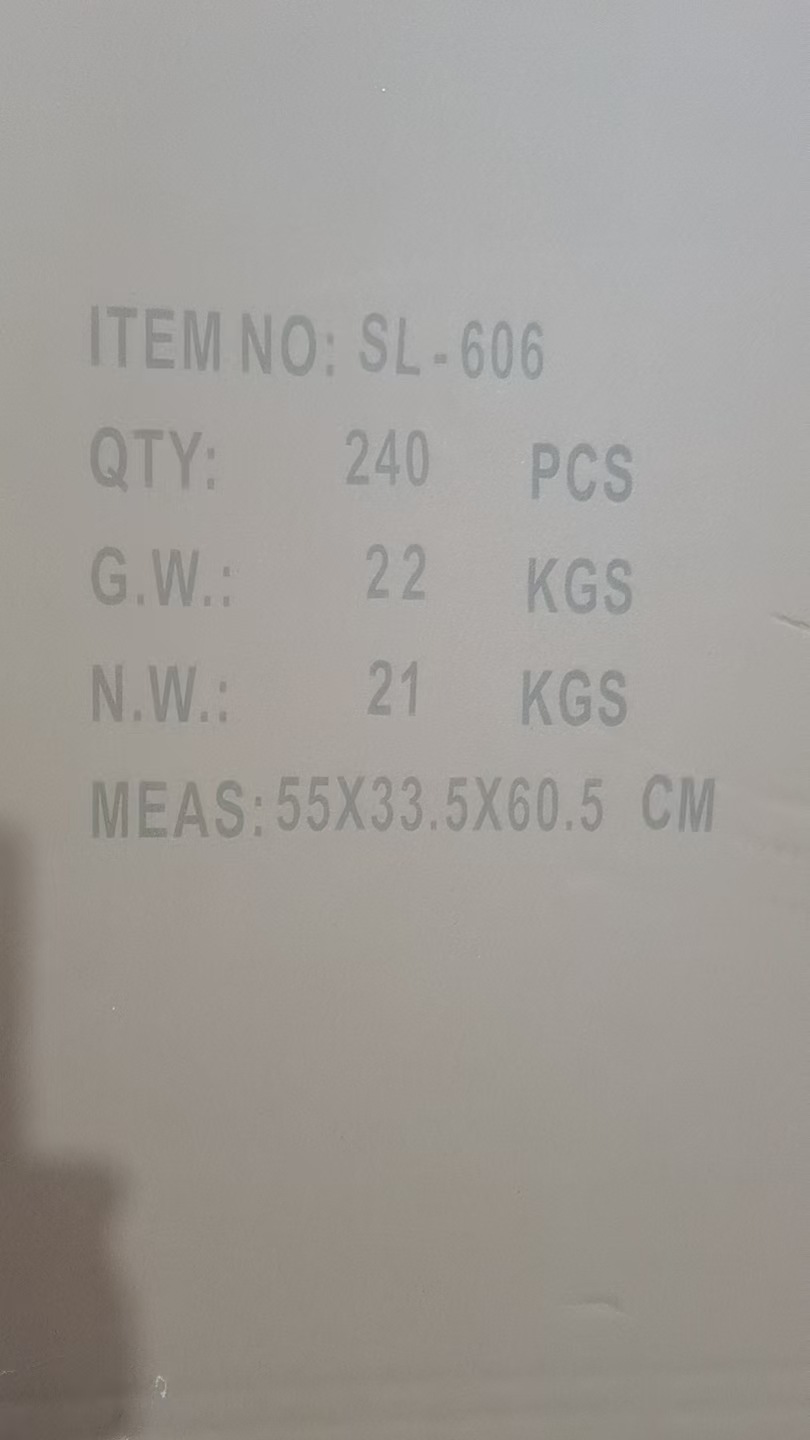 ITEM NO: SL-606
QTY: 240 PCS
G.W.: 22 KGS
N.W.: 21 KGS
MEAS: 55X33.5X60.5 CM